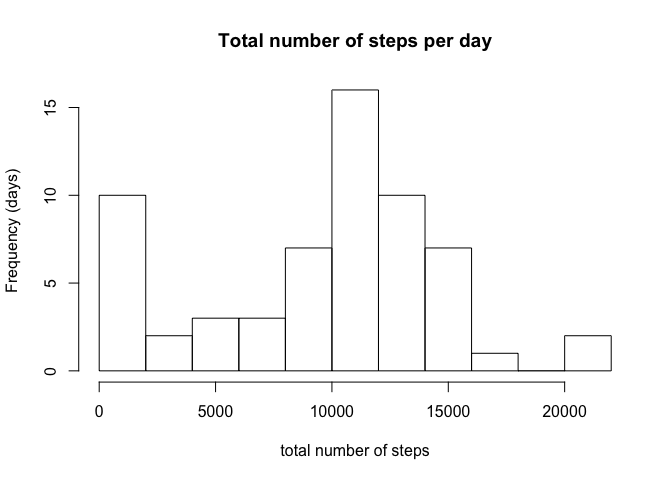 Total number of steps per day
Frequency (days)
15
10
5
0
0 5000 10000 15000 20000
total number of steps